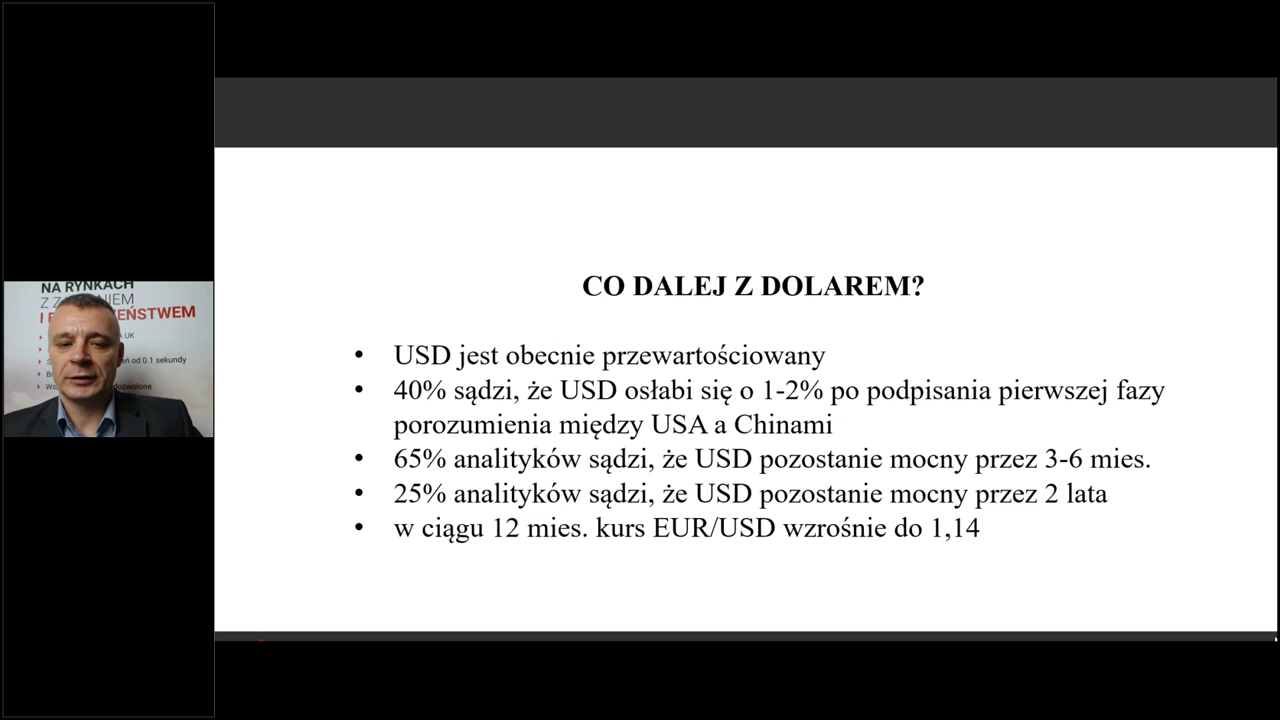 NA RYNKACH
UK
od 0.1 sekundy
CO DALEJ Z DOLAREM?
• USD jest obecnie przewartościowany
• 40% sądzi, że USD osłabi się o 1-2% po podpisania pierwszej fazy
porozumienia między USA a Chinami
• 65% analityków sądzi, że USD pozostanie mocny przez 3-6 mies.
• 25% analityków sądzi, że USD pozostanie mocny przez 2 lata
• w ciągu 12 mies. kurs EUR/USD wzrośnie do 1,14